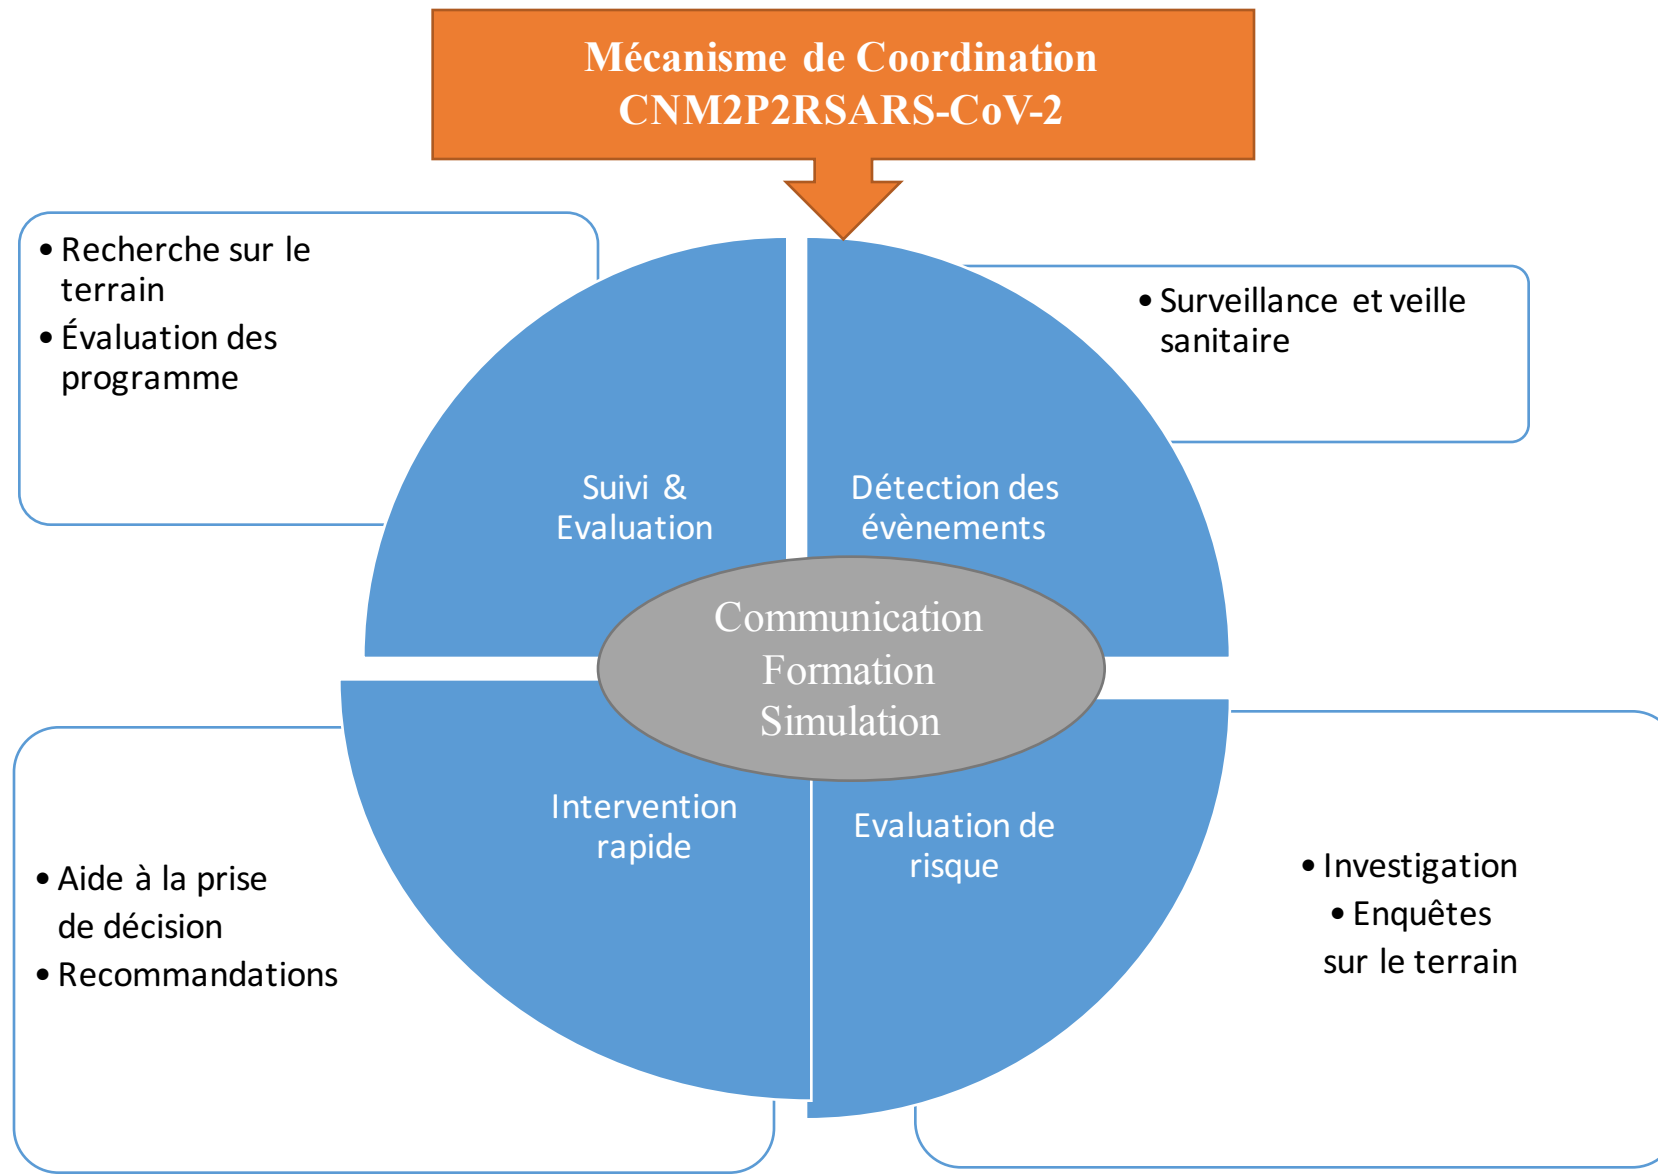 Mécanisme de Coordination
CNM2P2RSARS-CoV-2
• Recherche sur le
terrain
• Évaluation des
programme
• Surveillance et veille
sanitaire
Suivi &
Evaluation
Détection des
évènements
Communication
Formation
Simulation
Intervention
rapide
Evaluation de
risque
• Aide à la prise
de décision
• Recommandations
• Investigation
• Enquêtes
sur le terrain